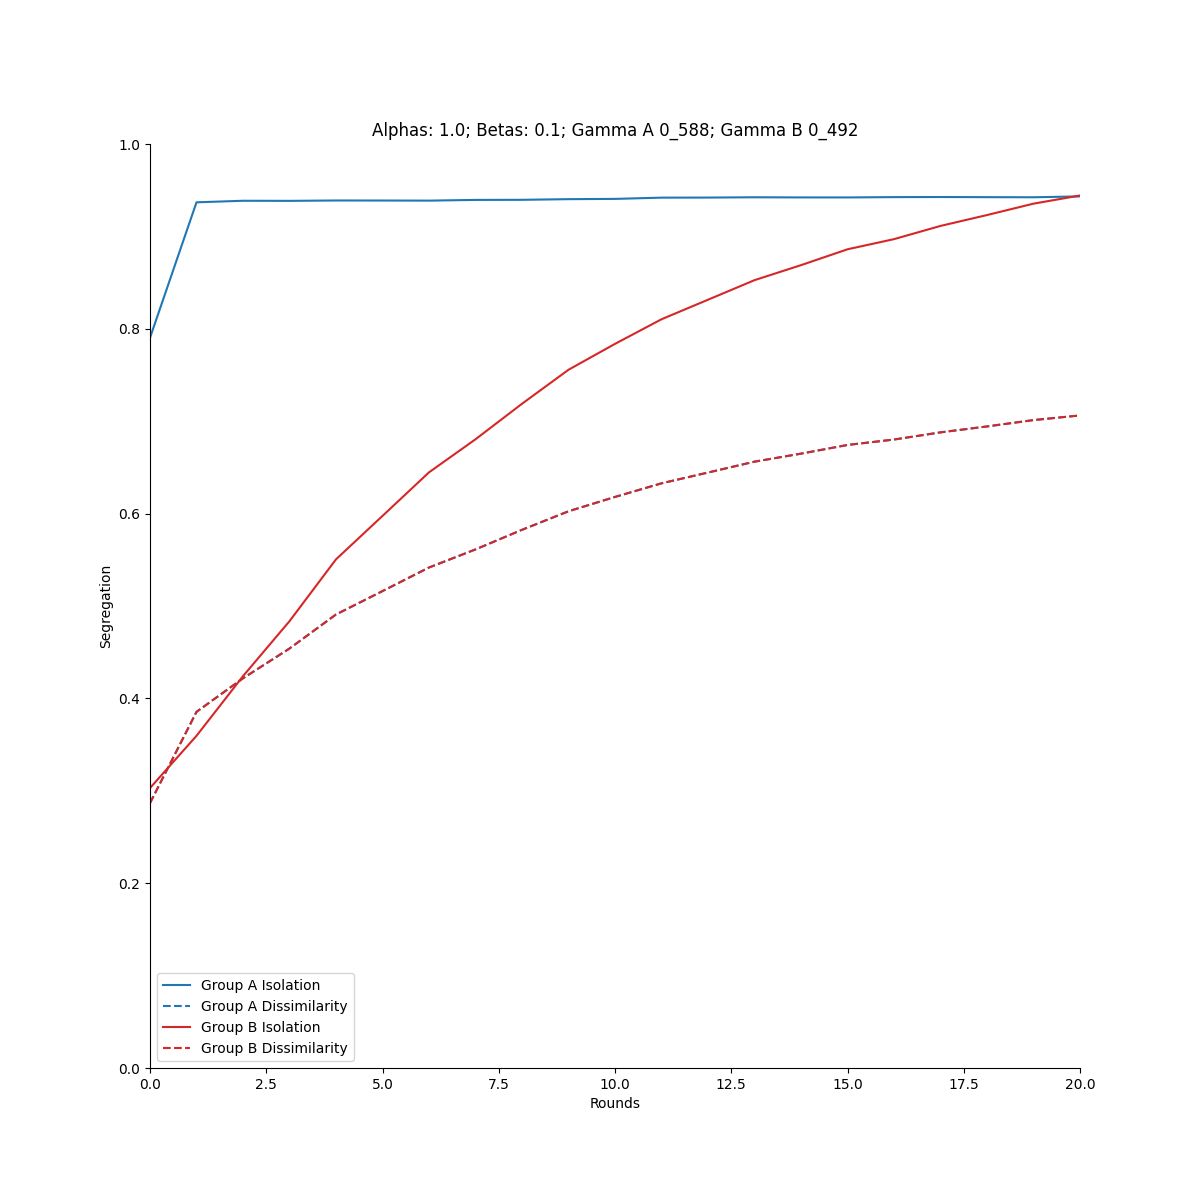 Alphas: 1.0; Betas: 0.1; Gamma A 0_588; Gamma B 0_492
1.0
0.8
0.6
0.4
0.2
0.0
Segregation
Group A Isolation
Group A Dissimilarity
Group B Isolation
Group B Dissimilarity
0.0 2.5 5.0 7.5 10.0 12.5 15.0 17.5 20.0
Rounds